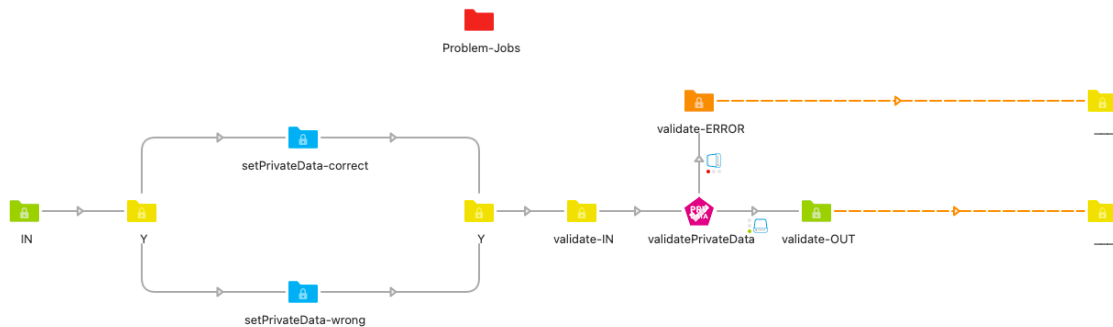 Problem-Jobs
validate-ERROR
setPrivateData-correct
IN
Y
Y
validate-IN
validatePrivateData
validate-OUT
setPrivateData-wrong